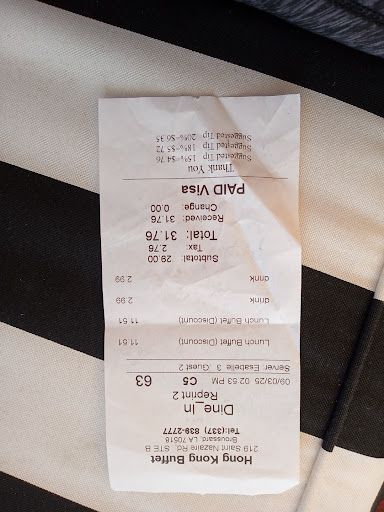 Hong Kong Buffet
219 Saint Nazaire Rd. STE B
Broussard, LA 70518
Tel:(337) 839-2777
Dine_In
Reprint 2
09/03/25 02:53 PM C5 63
Server: Esabelle 3, Guest 2
Lunch Buffet (Discount) 11.51
Lunch Buffet (Discount) 11.51
drink 2.99
drink 2.99
Subtotal: 29.00
Tax: 2.76
Total: 31.76
Received: 31.76
Change: 0.00
PAID Visa
Thank You
Suggested Tip 15%=$4.76
Suggested Tip 18%=$5.72
Suggested Tip 20%=$6.35